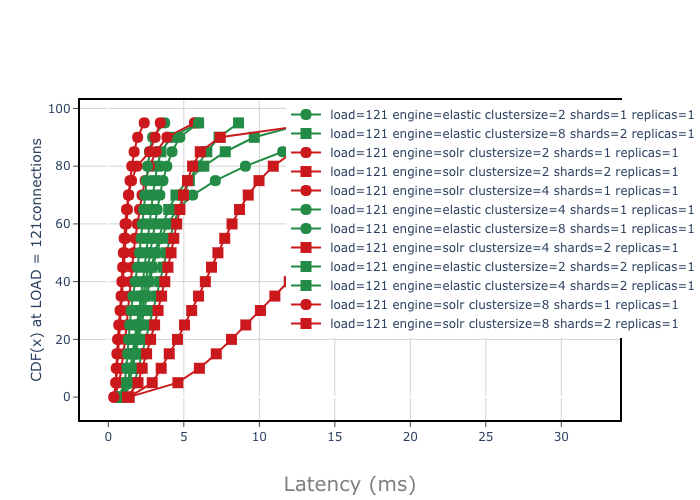 load=121 engine=elastic clustersize=2 shards=1 replicas=1
load=121 engine=elastic clustersize=8 shards=2 replicas=1
load=121 engine=solr clustersize=2 shards=1 replicas=1
load=121 engine=solr clustersize=2 shards=2 replicas=1
load=121 engine=solr clustersize=4 shards=1 replicas=1
load=121 engine=elastic clustersize=4 shards=1 replicas=1
load=121 engine=elastic clustersize=8 shards=1 replicas=1
load=121 engine=solr clustersize=4 shards=2 replicas=1
load=121 engine=elastic clustersize=2 shards=2 replicas=1
load=121 engine=elastic clustersize=4 shards=2 replicas=1
load=121 engine=solr clustersize=8 shards=1 replicas=1
load=121 engine=solr clustersize=8 shards=2 replicas=1
CDF(x) at LOAD = 121connections
100
80
60
40
20
0
0 5 10 15 20 25 30
Latency (ms)